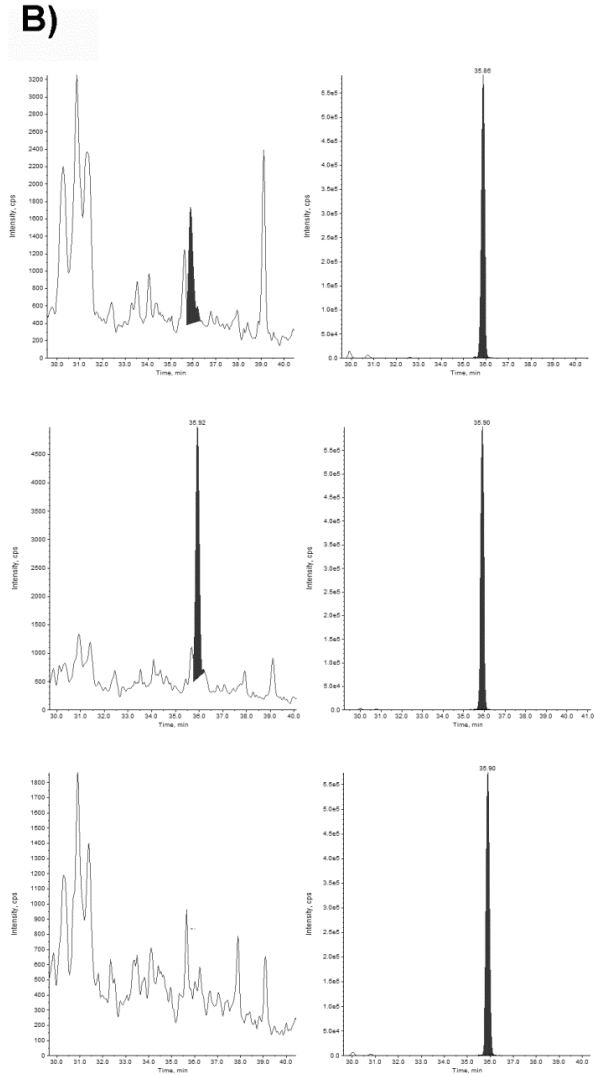 B)
3200
3000
2800
2600
2400
2200
2000
1800
1600
1400
1200
1000
800
600
400
200
0
Intensity, cps
30.0 31.0 32.0 33.0 34.0 35.0 36.0 37.0 38.0 39.0 40.0
Time, min
35.86
5.5e5
5.0e5
4.5e5
4.0e5
3.5e5
3.0e5
2.5e5
2.0e5
1.5e5
1.0e5
5.0e4
0.0
Intensity, cps
30.0 31.0 32.0 33.0 34.0 35.0 36.0 37.0 38.0 39.0 40.0
Time, min
35.92
4500
4000
3500
3000
2500
2000
1500
1000
500
0
Intensity, cps
30.0 31.0 32.0 33.0 34.0 35.0 36.0 37.0 38.0 39.0 40.0
Time, min
35.90
5.5e5
5.0e5
4.5e5
4.0e5
3.5e5
3.0e5
2.5e5
2.0e5
1.5e5
1.0e5
5.0e4
0.0
Intensity, cps
30.0 31.0 32.0 33.0 34.0 35.0 36.0 37.0 38.0 39.0 40.0 41.0
Time, min
1800
1700
1600
1500
1400
1300
1200
1100
1000
900
800
700
600
500
400
300
200
100
0
Intensity, cps
30.0 31.0 32.0 33.0 34.0 35.0 36.0 37.0 38.0 39.0 40.0
Time, min
35.90
5.5e5
5.0e5
4.5e5
4.0e5
3.5e5
3.0e5
2.5e5
2.0e5
1.5e5
1.0e5
5.0e4
0.0
Intensity, cps
30.0 31.0 32.0 33.0 34.0 35.0 36.0 37.0 38.0 39.0 40.0
Time, min